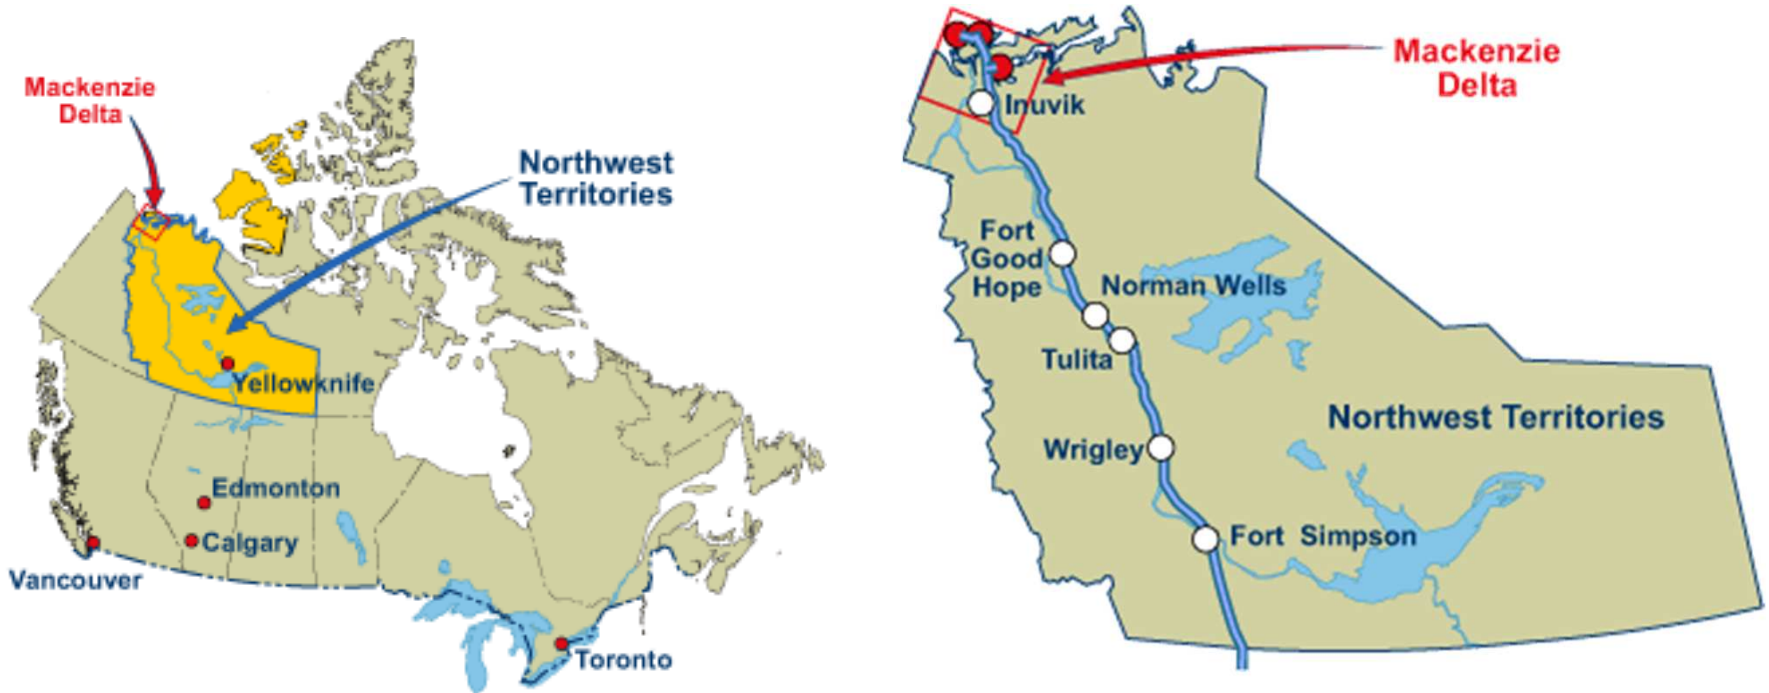 Mackenzie
Delta
Northwest
Territories
Yellowknife
Edmonton
Calgary
Vancouver
Toronto
Mackenzie
Delta
Inuvik
Fort
Good
Hope
Norman Wells
Tulita
Northwest Territories
Wrigley
Fort Simpson